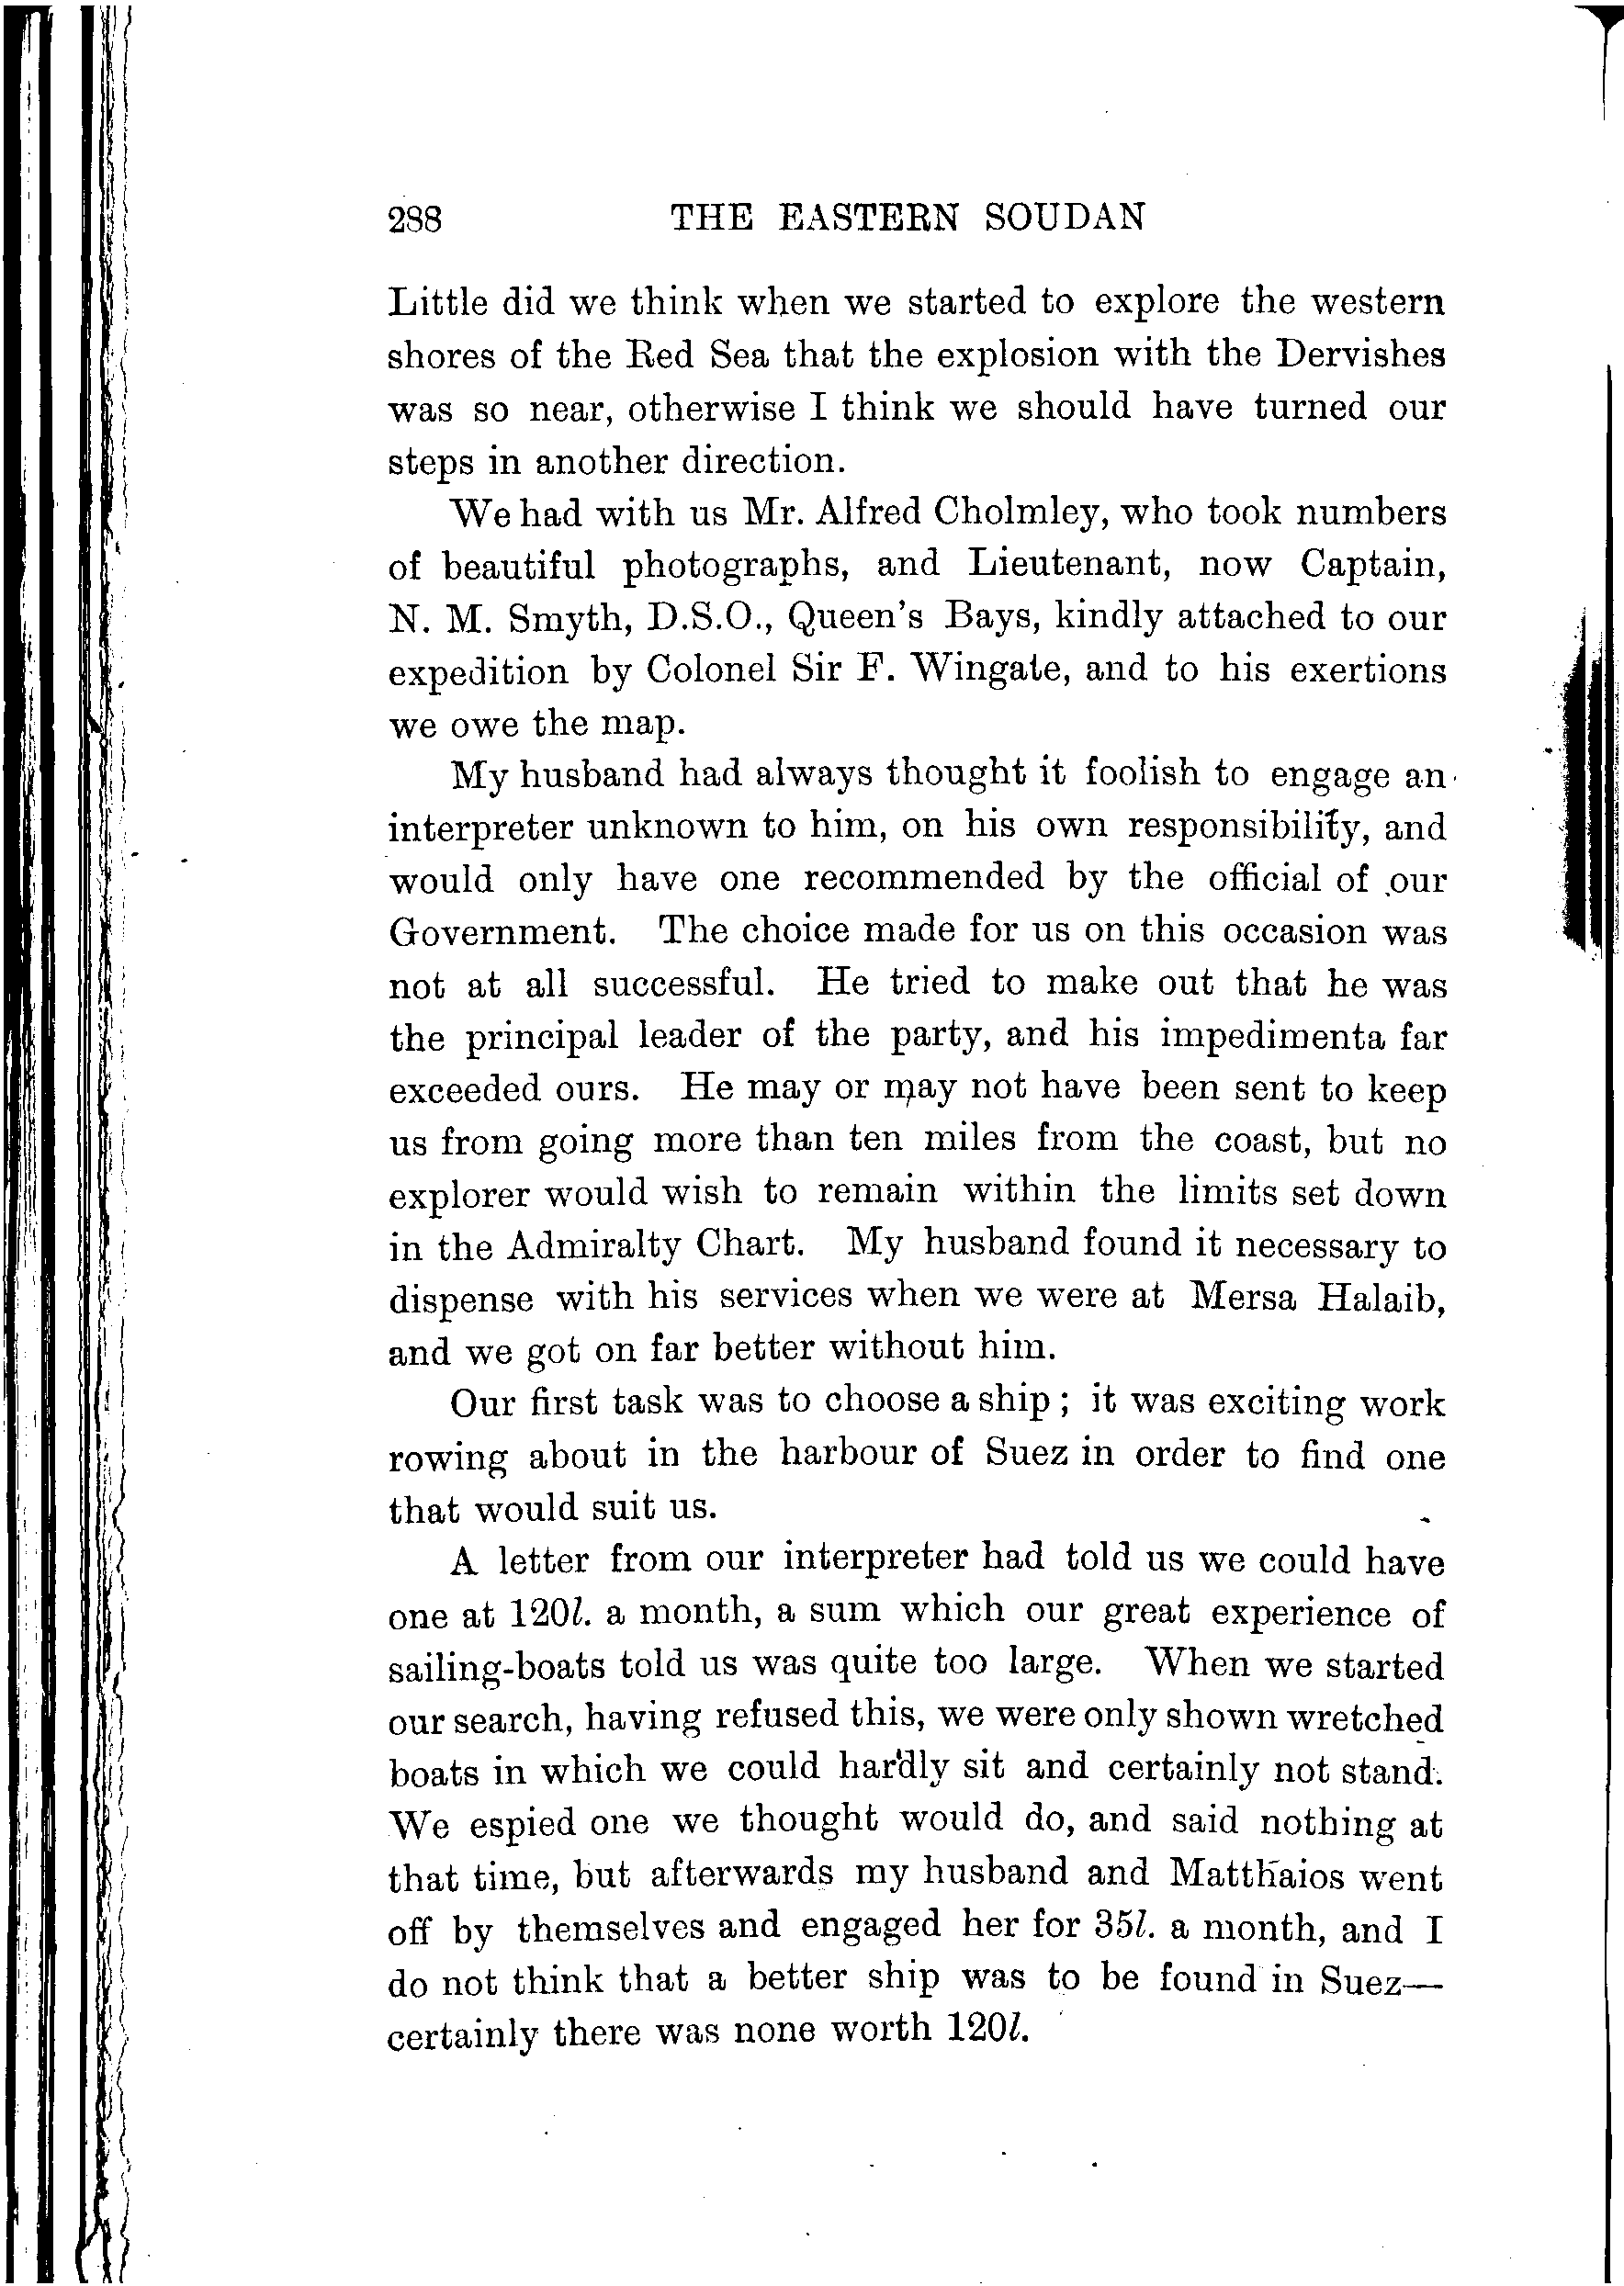 288 THE EASTERN SOUDAN
Little did we think when we started to explore the western
shores of the Red Sea that the explosion with the Dervishes
was so near, otherwise I think we should have turned our
steps in another direction.
We had with us Mr. Alfred Cholmley, who took numbers
of beautiful photographs, and Lieutenant, now Captain,
N. M. Smyth, D.S.O., Queen's Bays, kindly attached to our
expedition by Colonel Sir F. Wingate, and to his exertions
we owe the map.
My husband had always thought it foolish to engage an
interpreter unknown to him, on his own responsibility, and
would only have one recommended by the official of our
Government. The choice made for us on this occasion was
not at all successful. He tried to make out that he was
the principal leader of the party, and his impedimenta far
exceeded ours. He may or may not have been sent to keep
us from going more than ten miles from the coast, but no
explorer would wish to remain within the limits set down
in the Admiralty Chart. My husband found it necessary to
dispense with his services when we were at Mersa Halaib,
and we got on far better without him.
Our first task was to choose a ship; it was exciting work
rowing about in the harbour of Suez in order to find one
that would suit us.
A letter from our interpreter had told us we could have
one at 120l. a month, a sum which our great experience of
sailing-boats told us was quite too large. When we started
our search, having refused this, we were only shown wretched
boats in which we could hardly sit and certainly not stand.
We espied one we thought would do, and said nothing at
that time, but afterwards my husband and Matthaios went
off by themselves and engaged her for 35l. a month, and I
do not think that a better ship was to be found in Suez—
certainly there was none worth 120l.